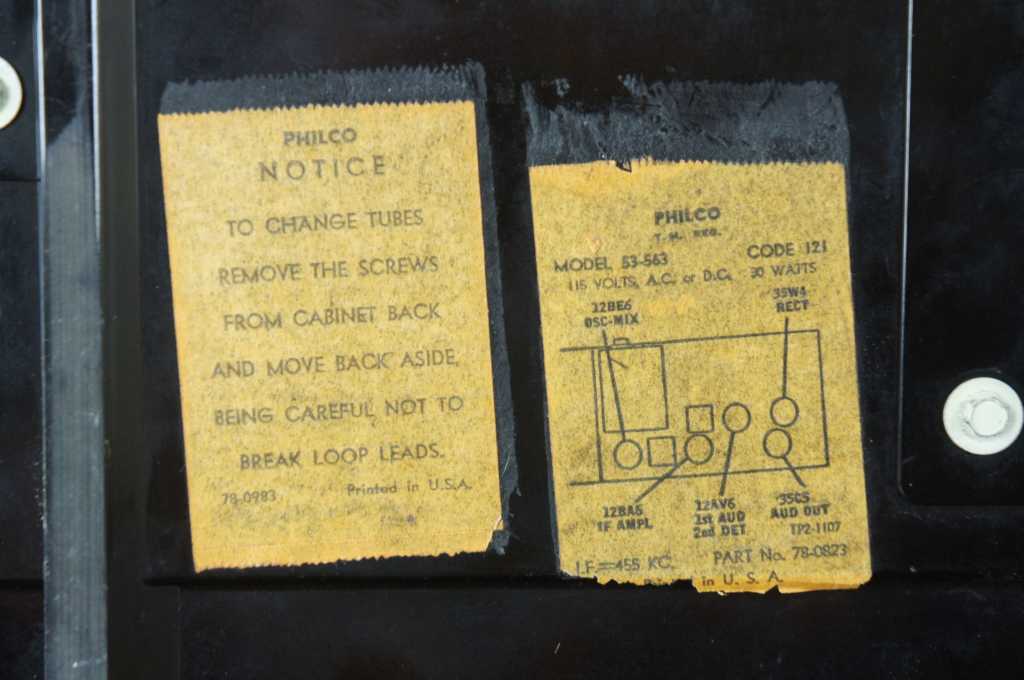 PHILCO
NOTICE
TO CHANGE TUBES
REMOVE THE SCREWS
FROM CABINET BACK
AND MOVE BACK ASIDE,
BEING CAREFUL NOT TO
BREAK LOOP LEADS.
78-0983 Printed in U.S.A.
PHILCO
T. M. REG.
MODEL 53-563 CODE 121
115 VOLTS, A.C. or D.C. 30 WATTS
12BE6
OSC-MIX
35W4
RECT
12BA6
IF AMPL
12AV6
1st AUD
2nd DET
35C5
AUD OUT
TP2-1107
I.F.=455 KC. PART No. 78-0823
in U. S. A.